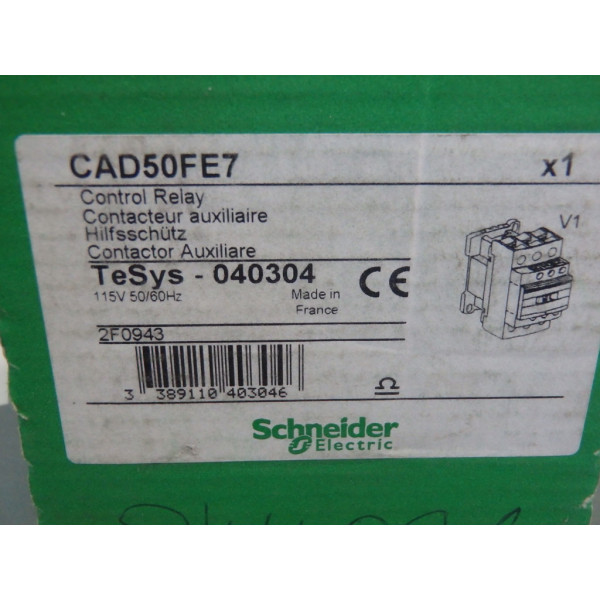 CAD50FE7 x1
Control Relay
Contacteur auxiliaire
Hilfsschütz
Contactor Auxiliare
V1
TeSys - 040304 CE
115V 50/60Hz Made in
France
2F0943
3 389110 403046
Schneider
Electric